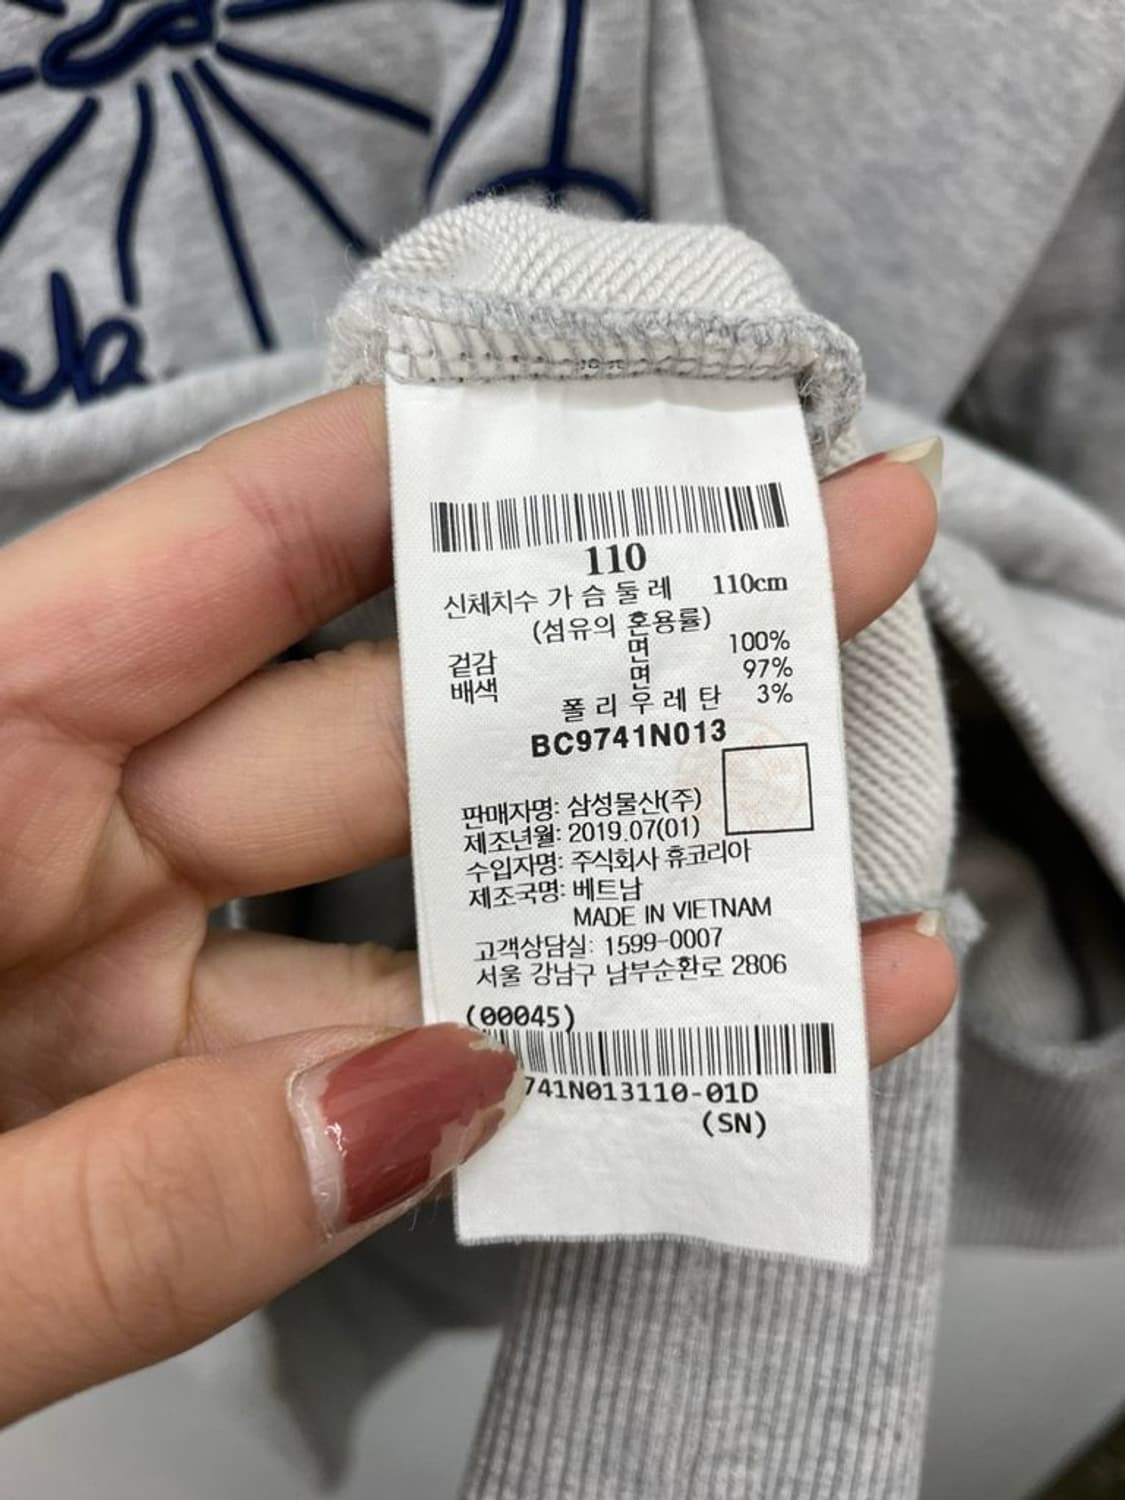 110
신체치수 가슴둘레 110cm
(섬유의 혼용률)
겉감 면 100%
배색 면 97%
폴리우레탄 3%
BC9741N013
판매자명: 삼성물산(주)
제조년월: 2019.07(01)
수입자명: 주식회사 휴코리아
제조국명: 베트남
MADE IN VIETNAM
고객상담실: 1599-0007
서울 강남구 남부순환로 2806
(00045)
741N013110-01D
(SN)